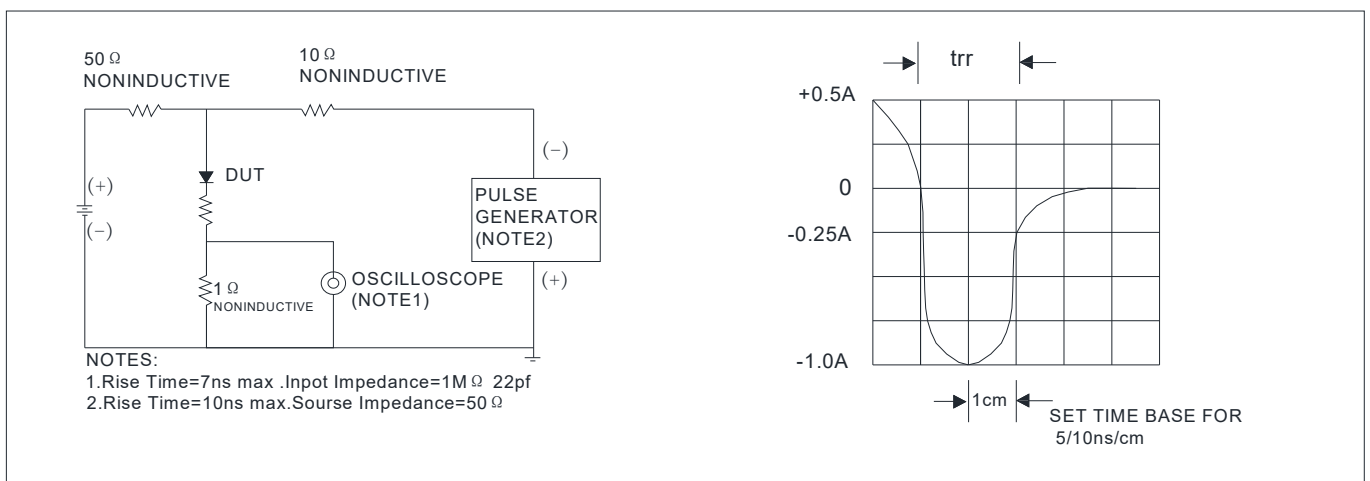 50 Ω
NONINDUCTIVE
10 Ω
NONINDUCTIVE
(+)
(−)
DUT
1 Ω
NONINDUCTIVE
OSCILLOSCOPE
(NOTE1)
(−)
PULSE
GENERATOR
(NOTE2)
(+)
NOTES:
1.Rise Time=7ns max .Inpot Impedance=1M Ω 22pf
2.Rise Time=10ns max.Sourse Impedance=50 Ω
trr
+0.5A
0
-0.25A
-1.0A
1cm
SET TIME BASE FOR
5/10ns/cm